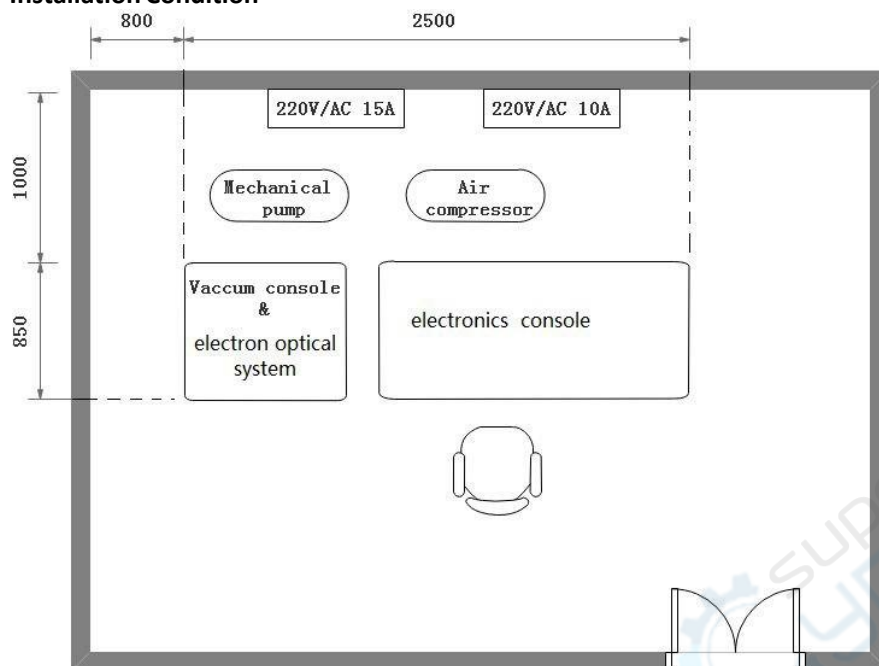 Installation Condition
800
2500
220V/AC 15A
220V/AC 10A
1000
Mechanical
pump
Air
compressor
850
Vaccum console
&
electron optical
system
electronics console